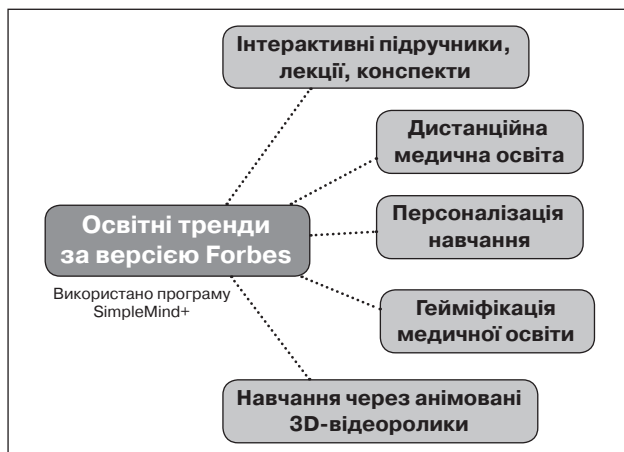 Інтерактивні підручники,
лекції, конспекти
Дистанційна
медична освіта
Освітні тренди
за версією Forbes
Персоналізація
навчання
Використано програму
SimpleMind+
Гейміфікація
медичної освіти
Навчання через анімовані
3D-відеоролики